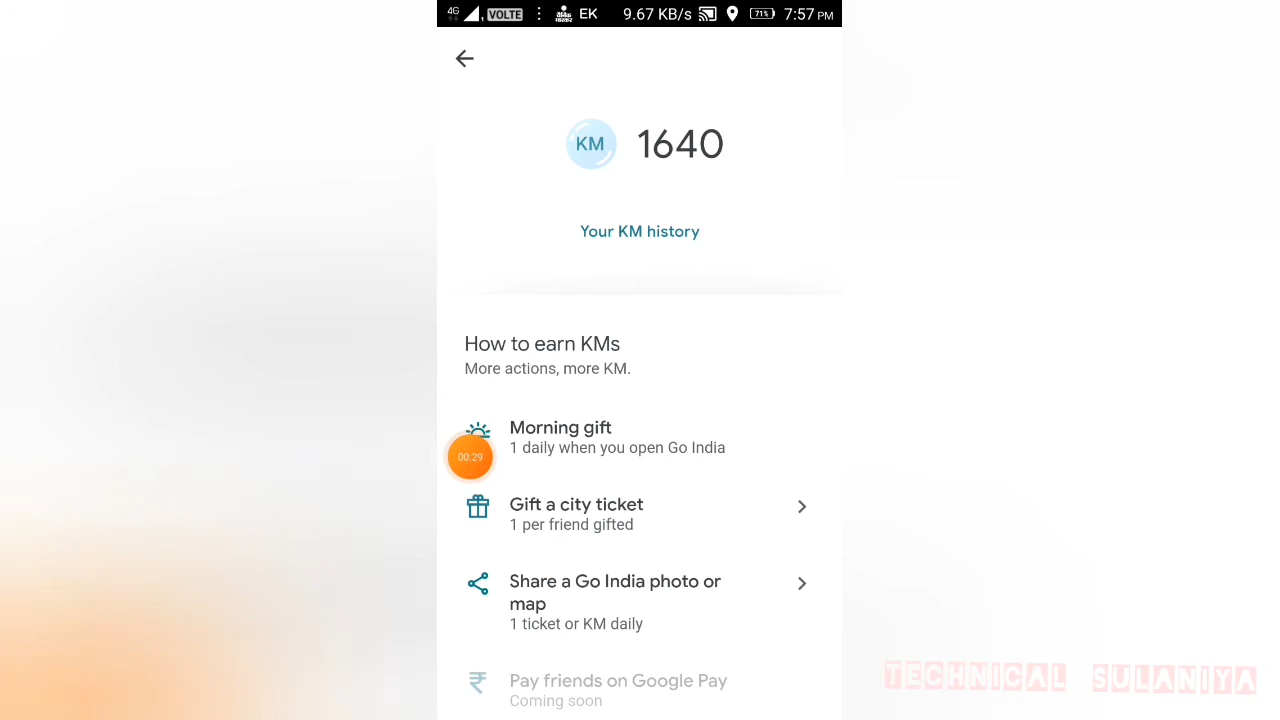 4G VOLTE EK 9.67 KB/s 71% 7:57 PM
KM 1640
Your KM history
How to earn KMs
More actions, more KM.
Morning gift
1 daily when you open Go India
00:29
Gift a city ticket
1 per friend gifted
Share a Go India photo or
map
1 ticket or KM daily
Pay friends on Google Pay
Coming soon
TECHNICAL SULANIYA